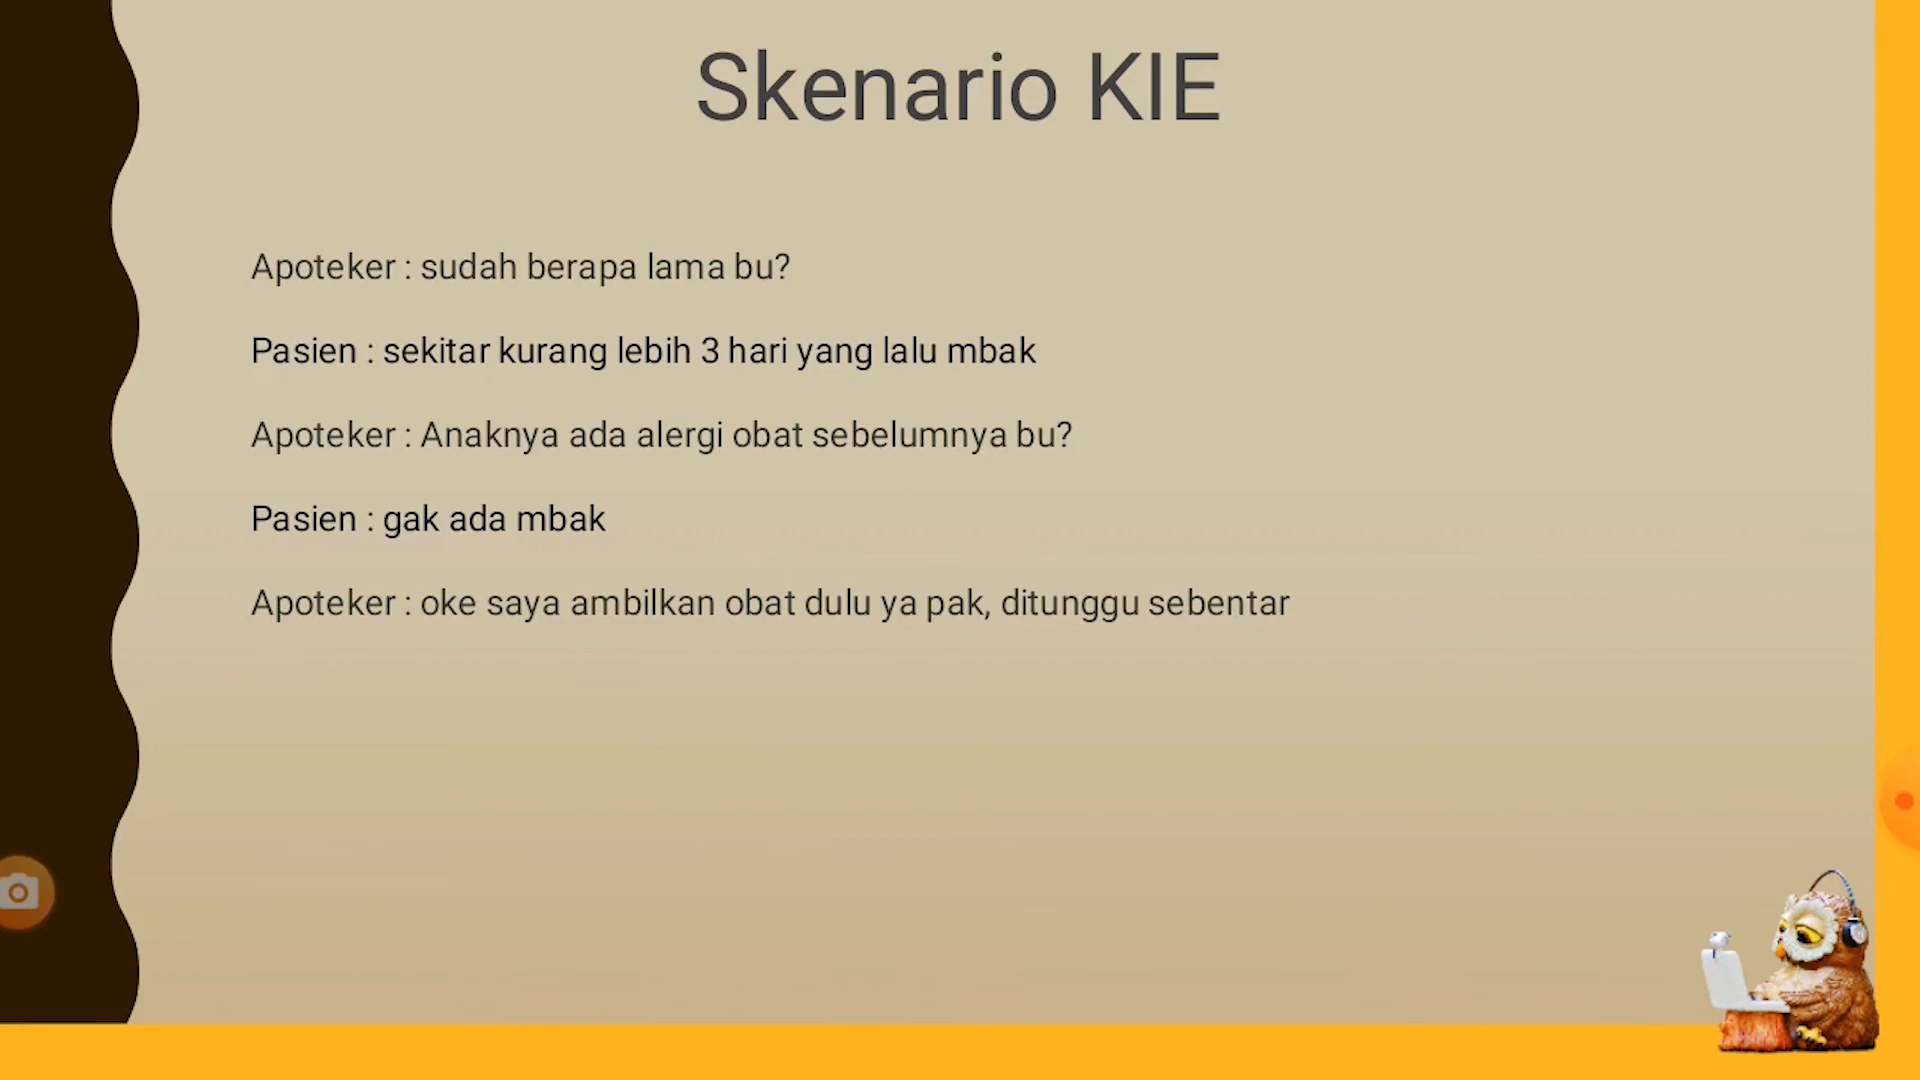 Skenario KIE
Apoteker : sudah berapa lama bu?
Pasien : sekitar kurang lebih 3 hari yang lalu mbak
Apoteker : Anaknya ada alergi obat sebelumnya bu?
Pasien : gak ada mbak
Apoteker : oke saya ambilkan obat dulu ya pak, ditunggu sebentar